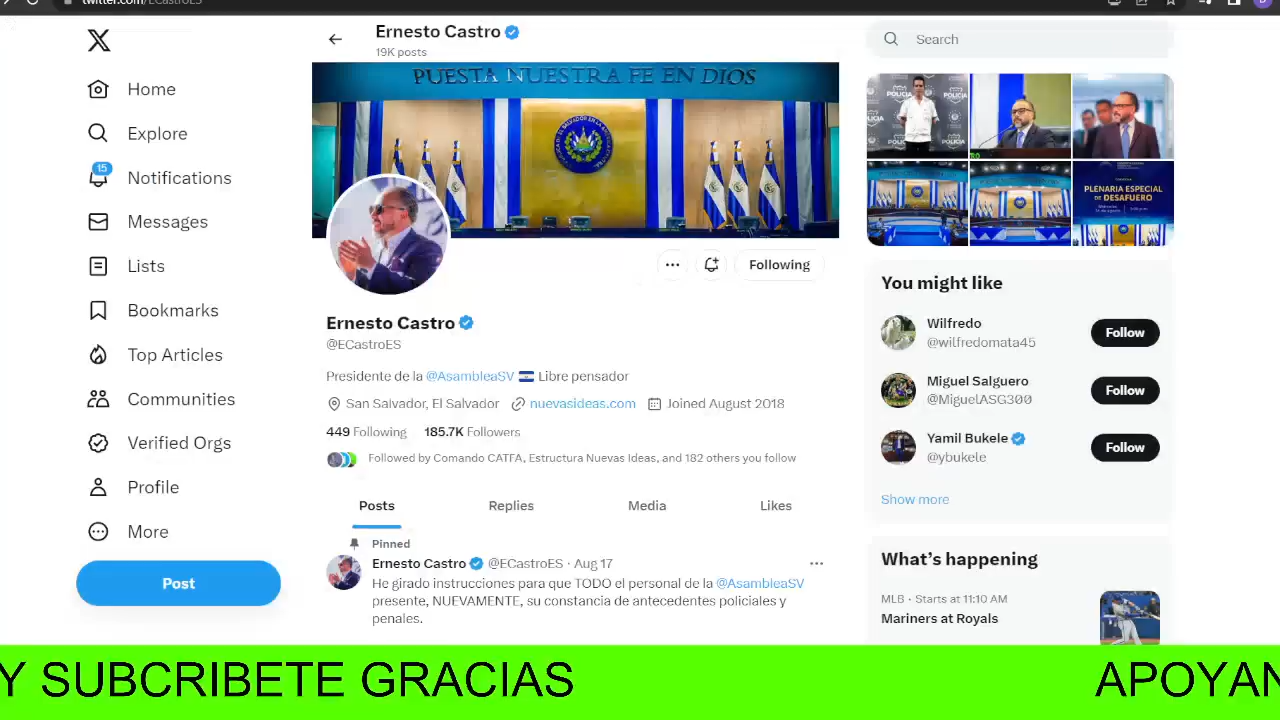 twitter.com/ECastroES
X
Home
Explore
15
Notifications
Messages
Lists
Bookmarks
Top Articles
Communities
Verified Orgs
Profile
More
Post
Ernesto Castro
19K posts
PUESTA NUESTRA FE EN DIOS
Following
Ernesto Castro
@ECastroES
Presidente de la @AsambleaSV Libre pensador
San Salvador, El Salvador nuevasideas.com Joined August 2018
449 Following 185.7K Followers
Followed by Comando CATFA, Estructura Nuevas Ideas, and 182 others you follow
Posts Replies Media Likes
Pinned
Ernesto Castro @ECastroES · Aug 17
He girado instrucciones para que TODO el personal de la @AsambleaSV
presente, NUEVAMENTE, su constancia de antecedentes policiales y
penales.
Search
POLICIA
PLENARIA ESPECIAL
DE DESAFUERO
You might like
Wilfredo
@wilfredomata45
Follow
Miguel Salguero
@MiguelASG300
Follow
Yamil Bukele
@ybukele
Follow
Show more
What's happening
MLB · Starts at 11:10 AM
Mariners at Royals
Y SUBCRIBETE GRACIAS APOYAN